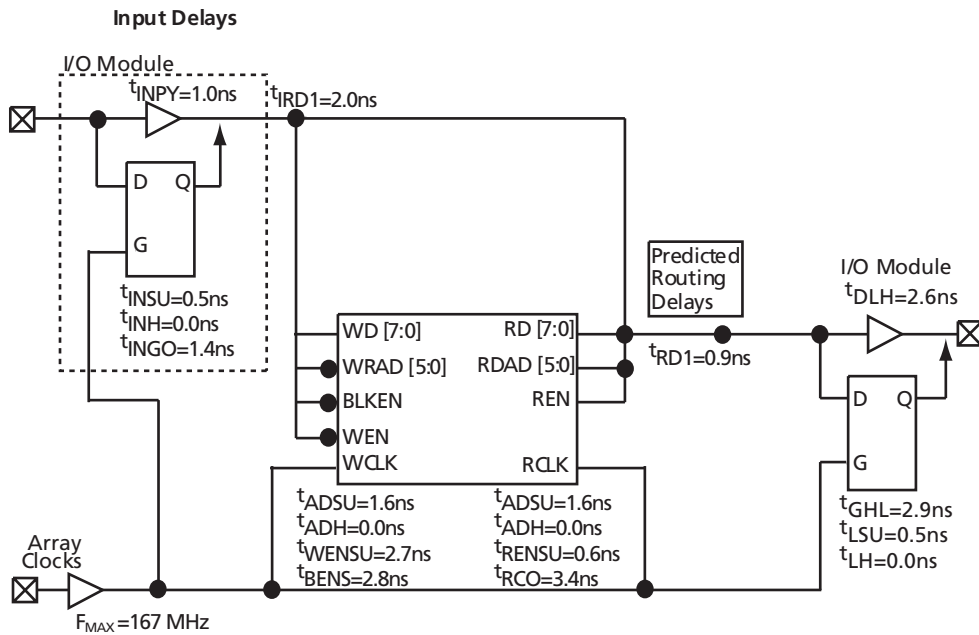 Input Delays
I/O Module
tINPY=1.0ns
tIRD1=2.0ns
D Q
G
tINSU=0.5ns
tINH=0.0ns
tINGO=1.4ns
Predicted
Routing
Delays
I/O Module
tDLH=2.6ns
WD [7:0]
RD [7:0]
WRAD [5:0]
RDAD [5:0]
BLKEN
REN
WEN
WCLK
RCLK
tRD1=0.9ns
D Q
G
tADSU=1.6ns
tADH=0.0ns
tWENSU=2.7ns
tBENS=2.8ns
tADSU=1.6ns
tADH=0.0ns
tRENSU=0.6ns
tRCO=3.4ns
tGHL=2.9ns
tLSU=0.5ns
tLH=0.0ns
Array
Clocks
FMAX=167 MHz